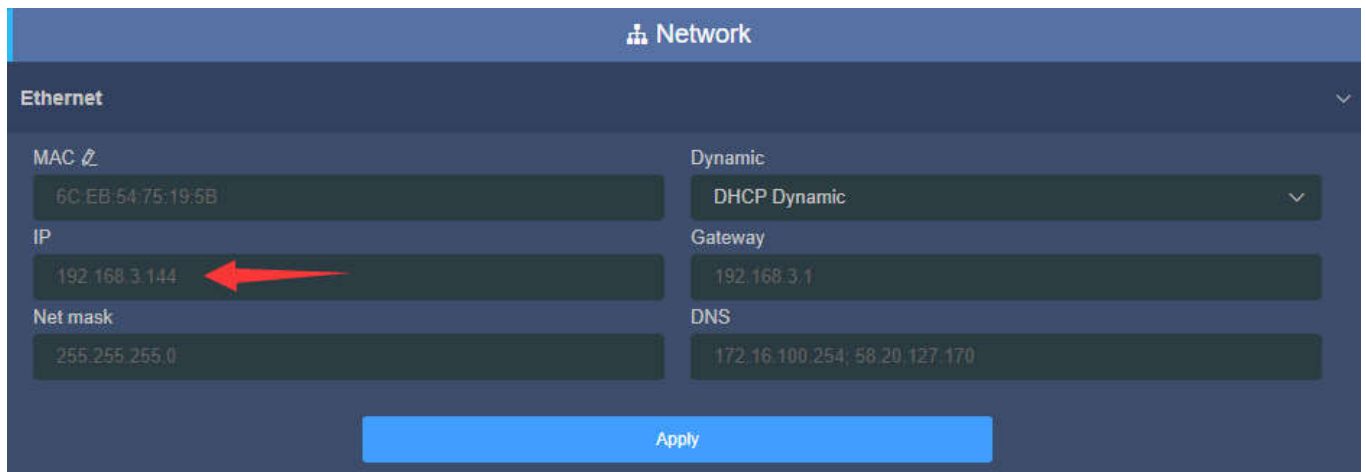 Network
Ethernet
MAC
Dynamic
6C:EB:54:75:19:5B
DHCP Dynamic
IP
Gateway
192.168.3.144
192.168.3.1
Net mask
DNS
255.255.255.0
172.16.100.254; 58.20.127.170
Apply